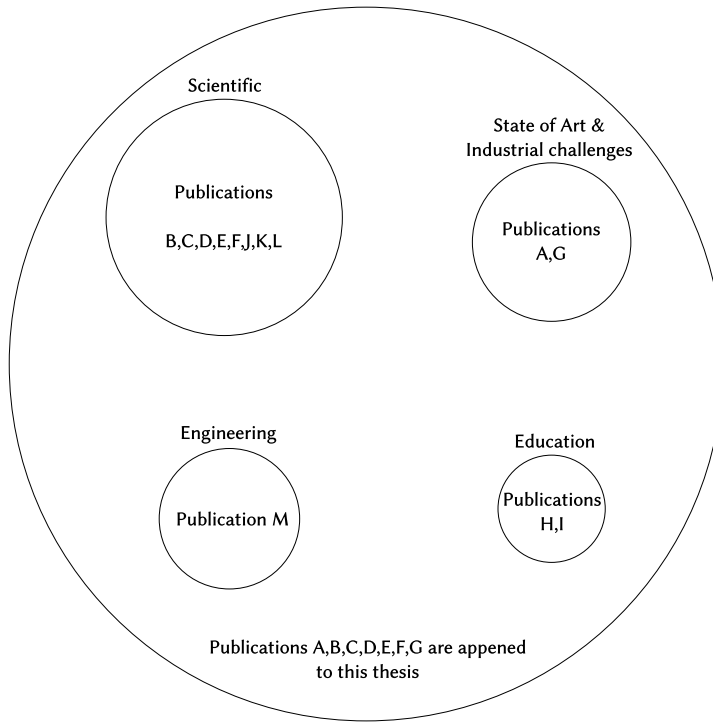 Scientific
Publications
B,C,D,E,F,J,K,L
State of Art &
Industrial challenges
Publications
A,G
Engineering
Publication M
Education
Publications
H,I
Publications A,B,C,D,E,F,G are appened
to this thesis